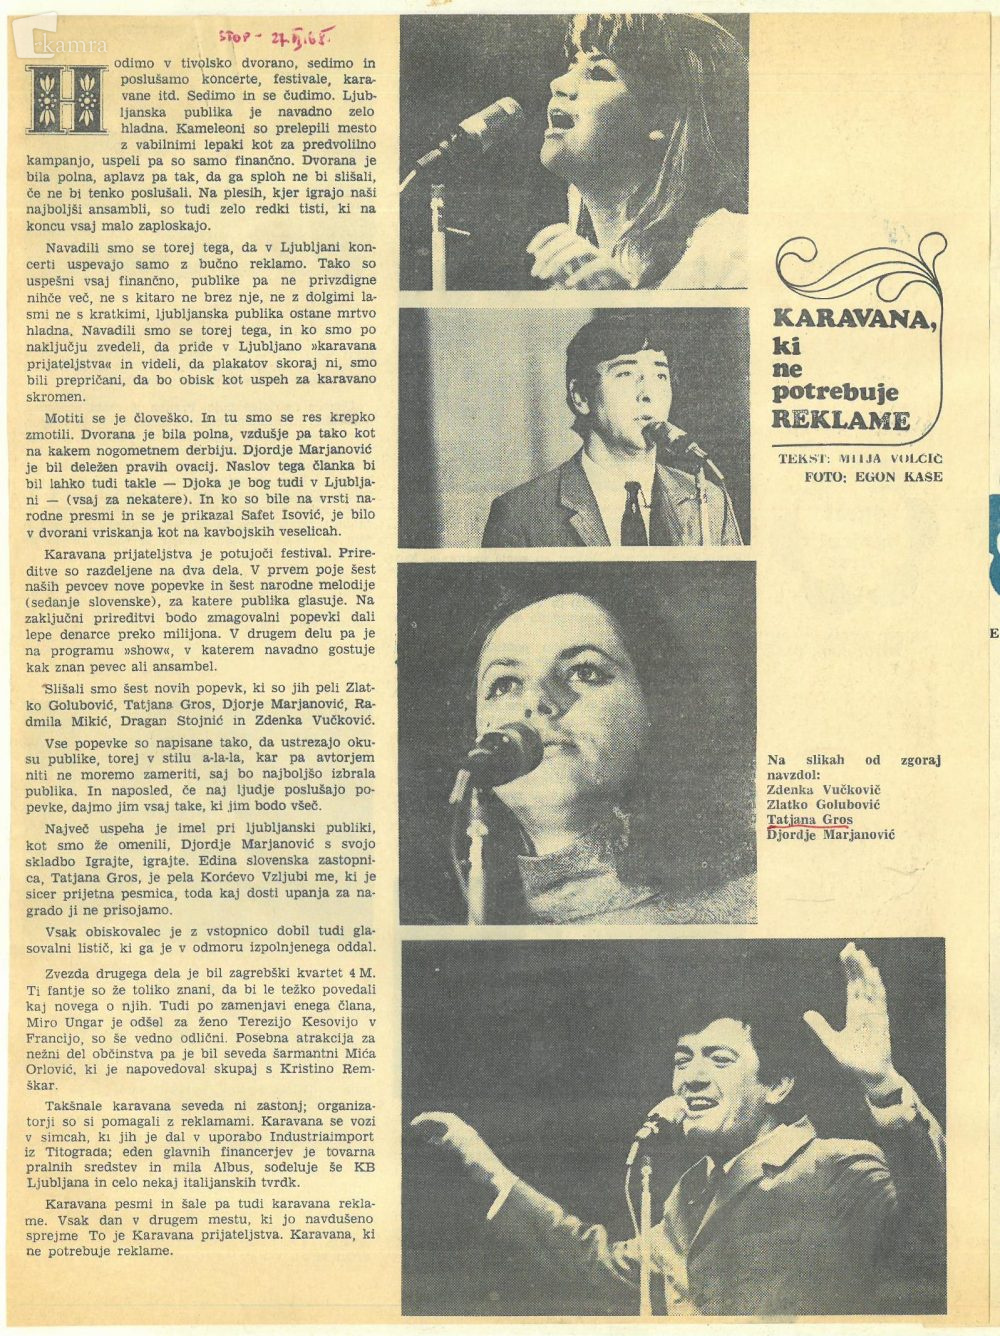 kamra
STOP - 27.
Hodimo v tivolsko dvorano, sedimo in
poslušamo koncerte, festivale, kara-
vane itd. Sedimo in se čudimo. Ljub-
ljanska publika je navadno zelo
hladna. Kameleoni so prelepili mesto
z vabilnimi lepaki kot za predvolilno
kampanjo, uspeli pa so samo finančno. Dvorana je
bila polna, aplavz pa tak, da ga sploh ne bi slišali,
če ne bi tenko poslušali. Na plesih, kjer igrajo naši
najboljši ansambli, so tudi zelo redki tisti, ki na
koncu vsaj malo zaploskajo.
Navadili smo se torej tega, da v Ljubljani kon-
certi uspevajo samo z bučno reklamo. Tako so
uspešni vsaj finančno, publike pa ne privzdigne
nihče več, ne s kitaro ne brez nje, ne z dolgimi la-
smi ne s kratkimi, ljubljanska publika ostane mrtvo
hladna. Navadili smo se torej tega, in ko smo po
naključju zvedeli, da pride v Ljubljano »karavana
prijateljstva« in videli, da plakatov skoraj ni, smo
bili prepričani, da bo obisk kot uspeh za karavano
skromen.
Motiti se je človeško. In tu smo se res krepko
zmotili. Dvorana je bila polna, vzdušje pa tako kot
na kakem nogometnem derbiju. Djordje Marjanović
je bil deležen pravih ovacij. Naslov tega članka bi
bil lahko tudi takle — Djoka je bog tudi v Ljublja-
ni — (vsaj za nekatere). In ko so bile na vrsti na-
rodne presmi in se je prikazal Safet Isović, je bilo
v dvorani vriskanja kot na kavbojskih veselicah.
Karavana prijateljstva je potujoči festival. Prire-
ditve so razdeljene na dva dela. V prvem poje šest
naših pevcev nove popevke in šest narodne melodije
(sedanje slovenske), za katere publika glasuje. Na
zaključni prireditvi bodo zmagovalni popevki dali
lepe denarce preko milijona. V drugem delu pa je
na programu »show«, v katerem navadno gostuje
kak znan pevec ali ansambel.
Slišali smo šest novih popevk, ki so jih peli Zlat-
ko Golubović, Tatjana Gros, Djorje Marjanović, Ra-
dmila Mikić, Dragan Stojnić in Zdenka Vučković.
Vse popevke so napisane tako, da ustrezajo oku-
su publike, torej v stilu a-la-la, kar pa avtorjem
niti ne moremo zameriti, saj bo najboljšo izbrala
publika. In naposled, če naj ljudje poslušajo po-
pevke, dajmo jim vsaj take, ki jim bodo všeč.
Največ uspeha je imel pri ljubljanski publiki,
kot smo že omenili, Djordje Marjanović s svojo
skladbo Igrajte, igrajte. Edina slovenska zastopni-
ca, Tatjana Gros, je pela Korćevo Vzljubi me, ki je
sicer prijetna pesmica, toda kaj dosti upanja za na-
grado ji ne prisojamo.
Vsak obiskovalec je z vstopnico dobil tudi gla-
sovalni listič, ki ga je v odmoru izpolnjenega oddal.
Zvezda drugega dela je bil zagrebški kvartet 4 M.
Ti fantje so že toliko znani, da bi le težko povedali
kaj novega o njih. Tudi po zamenjavi enega člana,
Miro Ungar je odšel za ženo Terezijo Kesovijo v
Francijo, so še vedno odlični. Posebna atrakcija za
nežni del občinstva pa je bil seveda šarmantni Mića
Orlović, ki je napovedoval skupaj s Kristino Rem-
škar.
Takšnale karavana seveda ni zastonj; organiza-
torji so si pomagali z reklamami. Karavana se vozi
v simcah, ki jih je dal v uporabo Industriaimport
iz Titograda; eden glavnih financerjev je tovarna
pralnih sredstev in mila Albus, sodeluje še KB
Ljubljana in celo nekaj italijanskih tvrdk.
Karavana pesmi in šale pa tudi karavana rekla-
me. Vsak dan v drugem mestu, ki jo navdušeno
sprejme To je Karavana prijateljstva. Karavana, ki
ne potrebuje reklame.
KARAVANA,
ki
ne
potrebuje
REKLAME
TEKST: MITJA VOLČIČ
FOTO: EGON KAŠE
Na slikah od zgoraj
navzdol:
Zdenka Vučkovič
Zlatko Golubović
Tatjana Gros
Djordje Marjanović
E